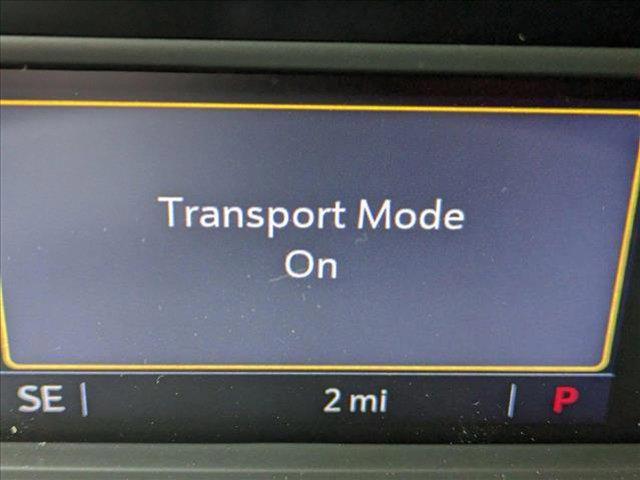 Transport Mode
On
SE 2 mi P